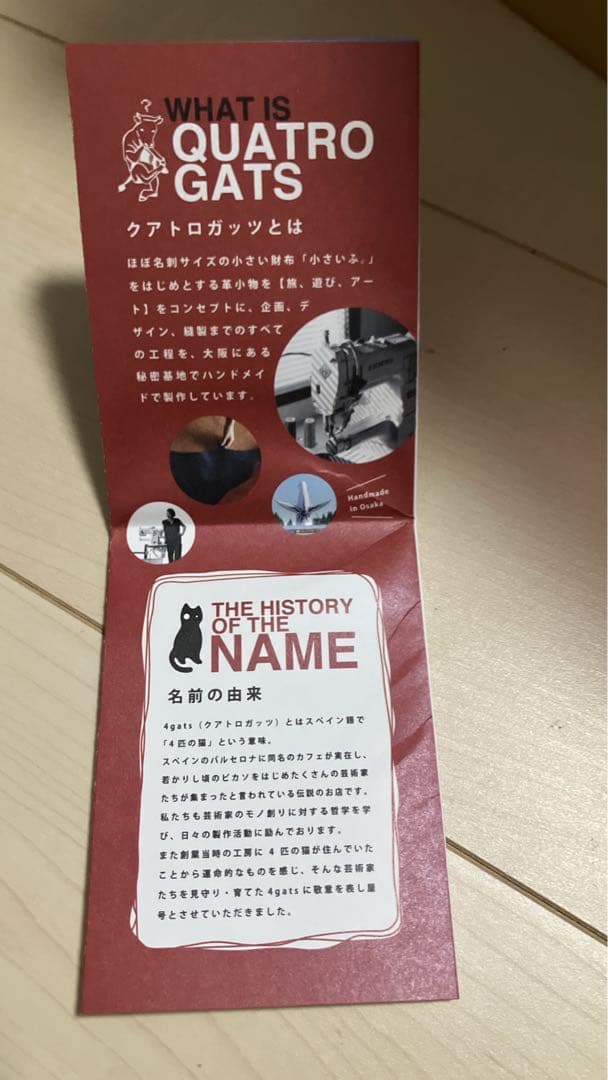 ?
WHAT IS
QUATRO
GATS
クアトロガッツとは
ほぼ名刺サイズの小さい財布「小さいふ。」
をはじめとする革小物を【旅、遊び、アー
ト】をコンセプトに、企画、デ
ザイン、縫製までのすべて
の工程を、大阪にある
秘密基地でハンドメイ
ドで製作しています。
Handmade
in Osaka
THE HISTORY
OF THE
NAME
名前の由来
4gats（クアトロガッツ）とはスペイン語で
「4匹の猫」という意味。
スペインのバルセロナに同名のカフェが実在し、
若かりし頃のピカソをはじめたくさんの芸術家
たちが集まったと言われている伝説のお店です。
私たちも芸術家のモノ創りに対する哲学を学
び、日々の製作活動に励んでおります。
また創業当時の工房に 4 匹の猫が住んでいた
ことから運命的なものを感じ、そんな芸術家
たちを見守り・育てた4gatsに敬意を表し屋
号とさせていただきました。